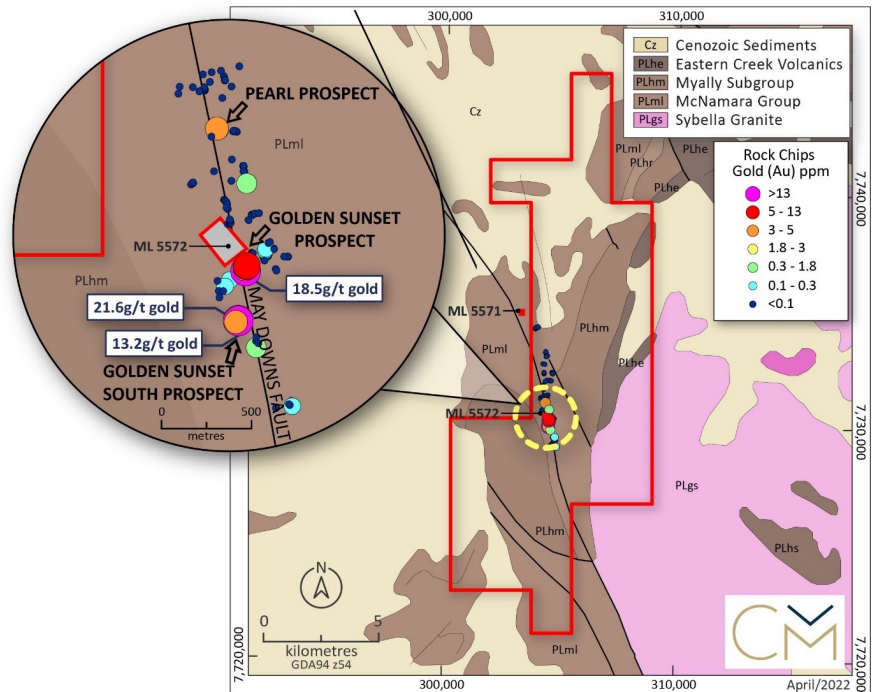 300,000
310,000
Cz Cenozoic Sediments
PLhe Eastern Creek Volcanics
PLhm Myally Subgroup
PLml McNamara Group
PLgs Sybella Granite
Rock Chips
Gold (Au) ppm
>13
5 - 13
3 - 5
1.8 - 3
0.3 - 1.8
0.1 - 0.3
<0.1
Cz
PLml
PLhr
PLhe
PLhe
7,740,000
PEARL PROSPECT
PLml
GOLDEN SUNSET
PROSPECT
ML 5572
PLhm
18.5g/t gold
21.6g/t gold
13.2g/t gold
GOLDEN SUNSET
SOUTH PROSPECT
MAY DOWNS FAULT
0 500
metres
ML 5571
PLhm
PLml
PLhe
ML 5572
7,730,000
PLgs
PLhm
PLhs
N
0 5
kilometres
GDA94 z54
PLml
CM
7,720,000
7,720,000
300,000
310,000
April/2022